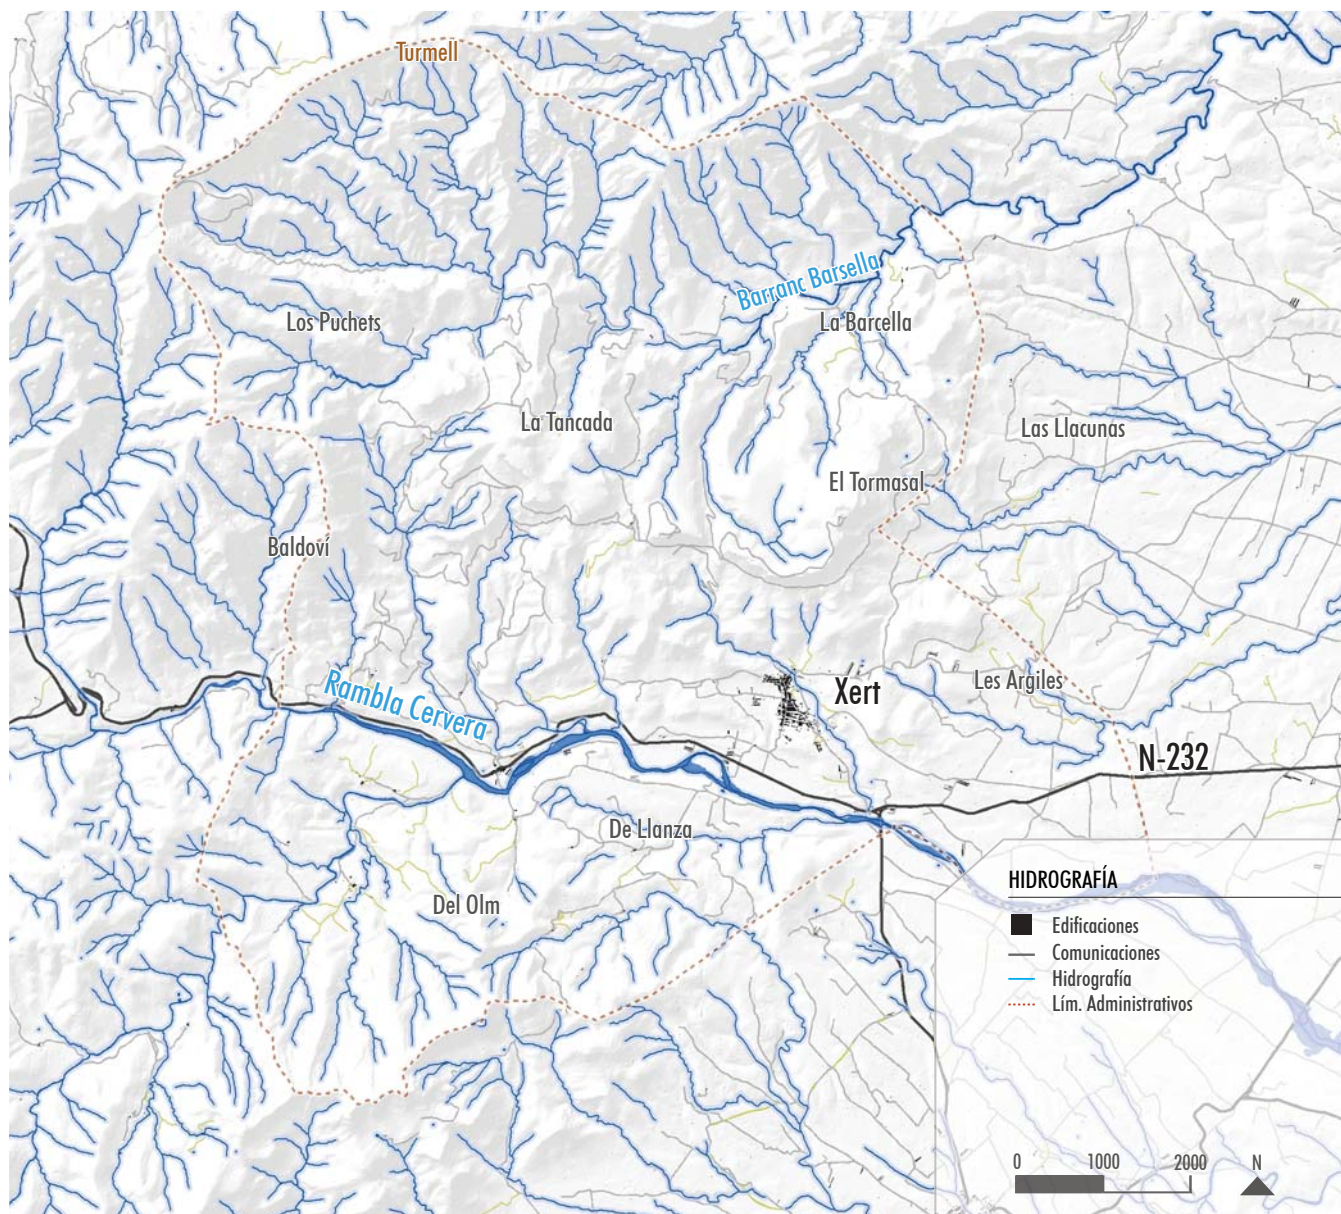 Turmell
Barranc Barsella
Los Puchets
La Barcella
La Tancada
Las Llacunas
El Tormasal
Baldoví
Rambla Cervera
Xert
Les Argiles
N-232
De Llanza
Del Olm
HIDROGRAFÍA
Edificaciones
Comunicaciones
Hidrografía
Lím. Administrativos
0 1000 2000 N